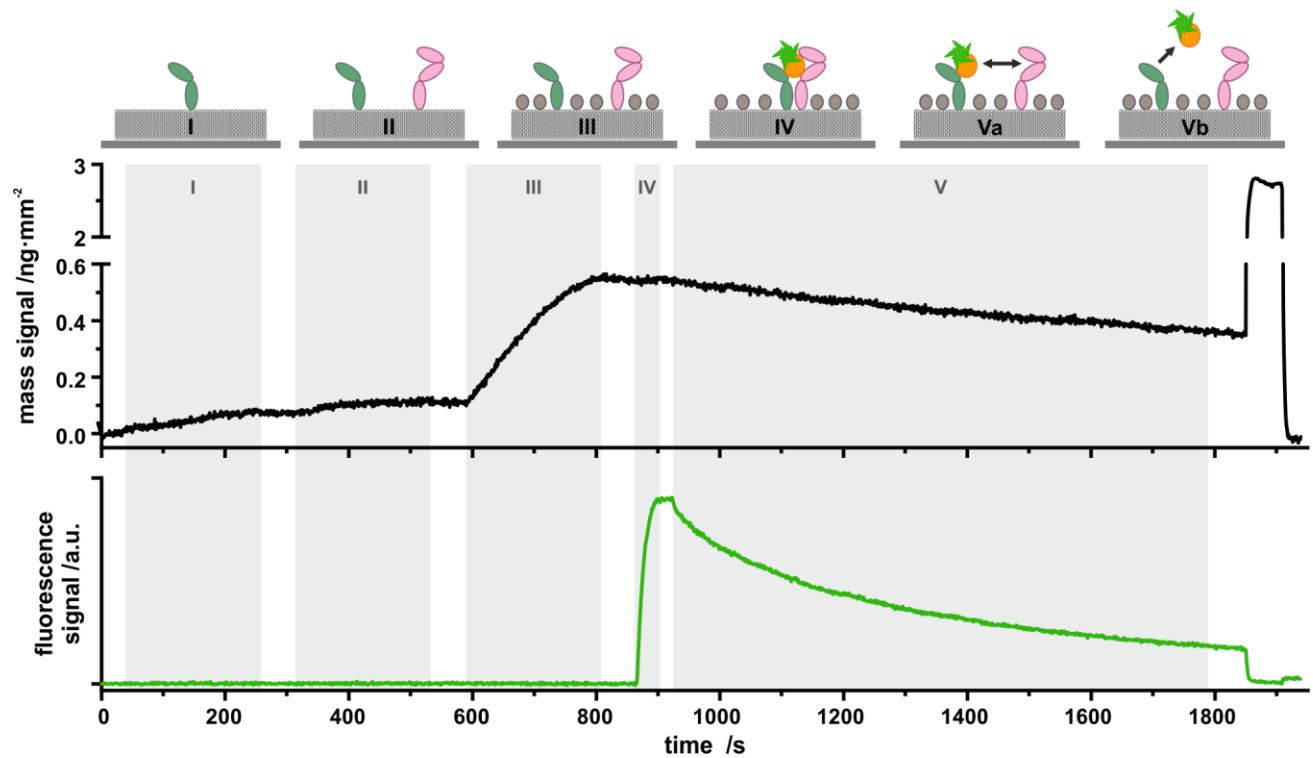 I II III IV Va Vb
I II III IV V
3
2
0.6
0.4
0.2
0.0
mass signal /ng·mm⁻²
0 200 400 600 800 1000 1200 1400 1600 1800
fluorescence
signal /a.u.
time /s